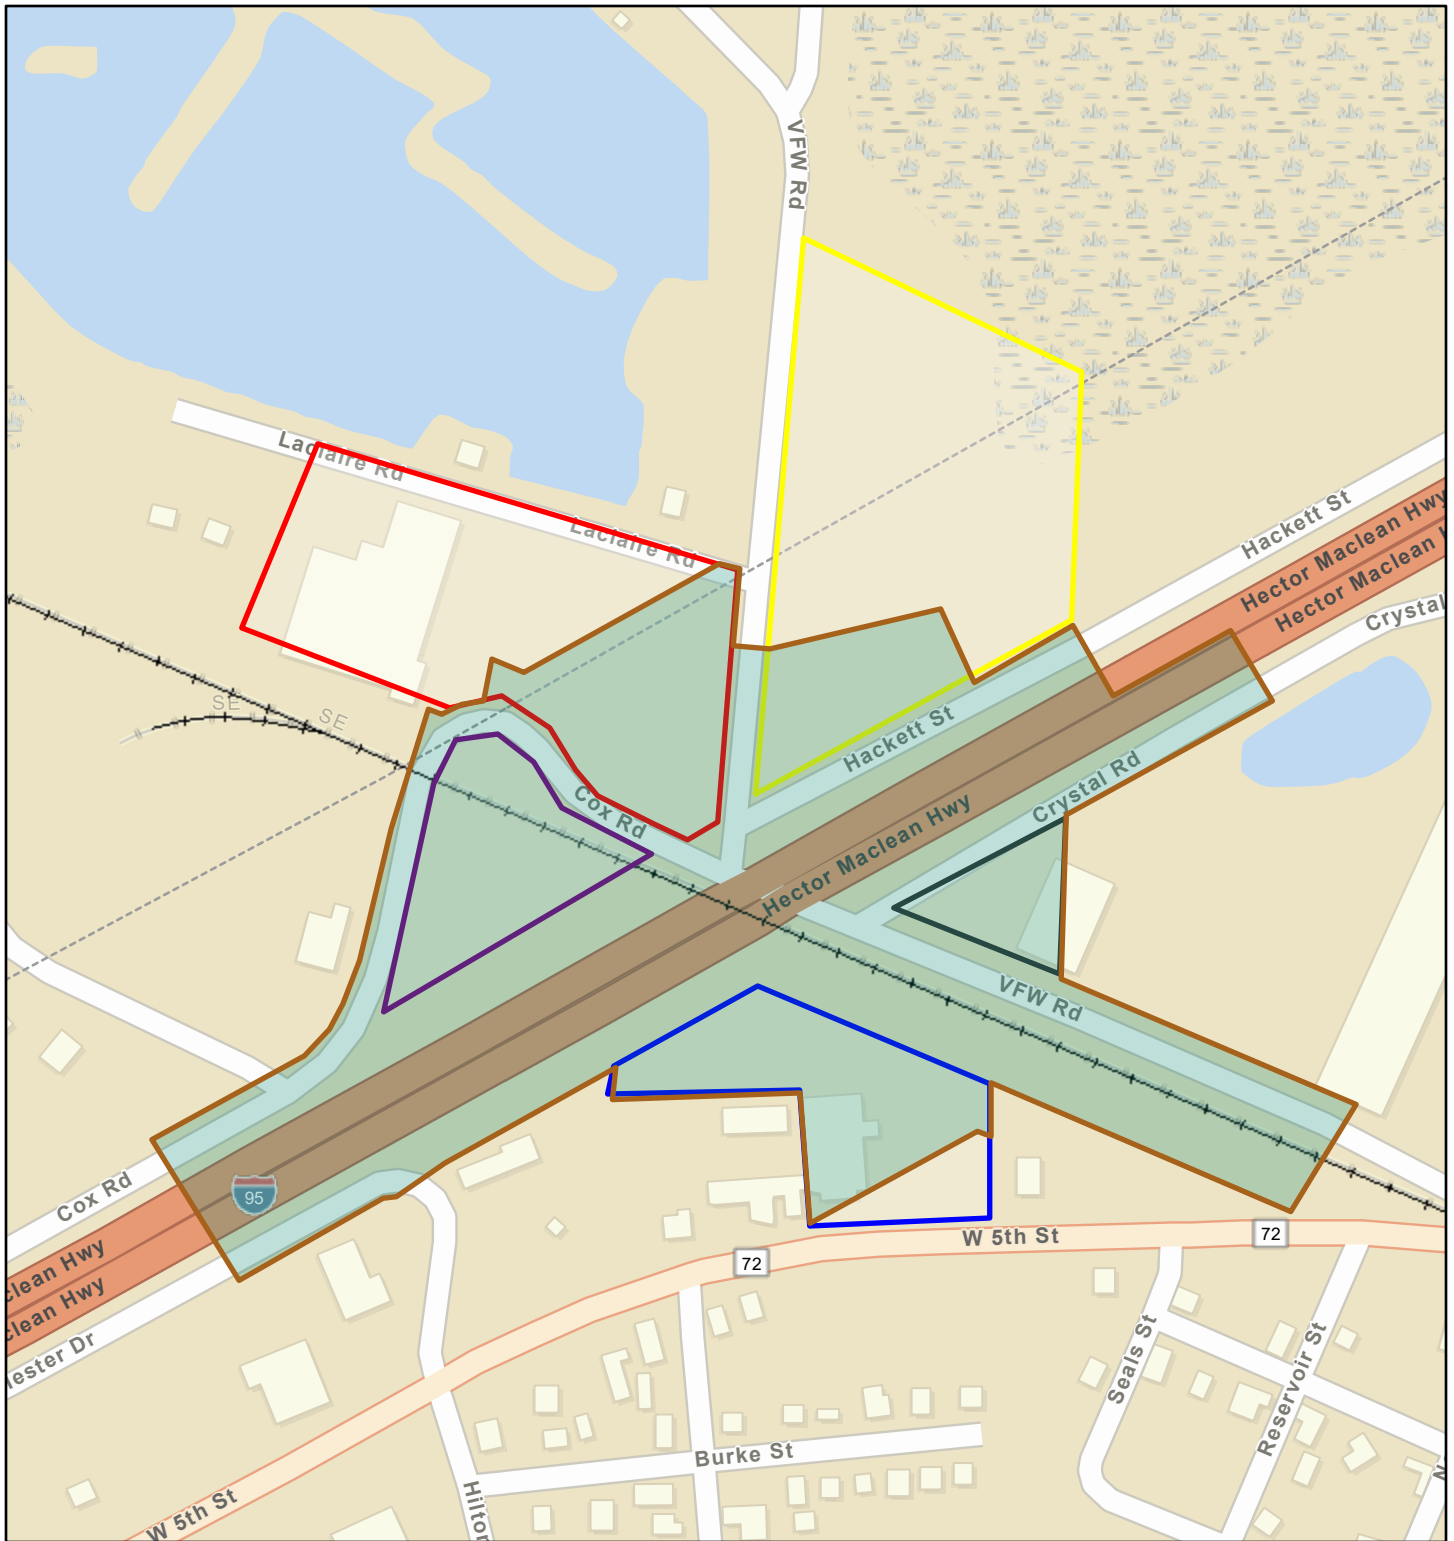 VFW Rd
Laclaire Rd
Laclaire Rd
Hackett St
Hector Maclean Hwy
Hector Maclean H
Crystal
SE
SE
Hackett St
Crystal Rd
Cox Rd
Hector Maclean Hwy
VFW Rd
Cox Rd
95
clean Hwy
clean Hwy
lester Dr
72
W 5th St
72
Seals St
Reservoir St
Burke St
W 5th St
Hilton
N